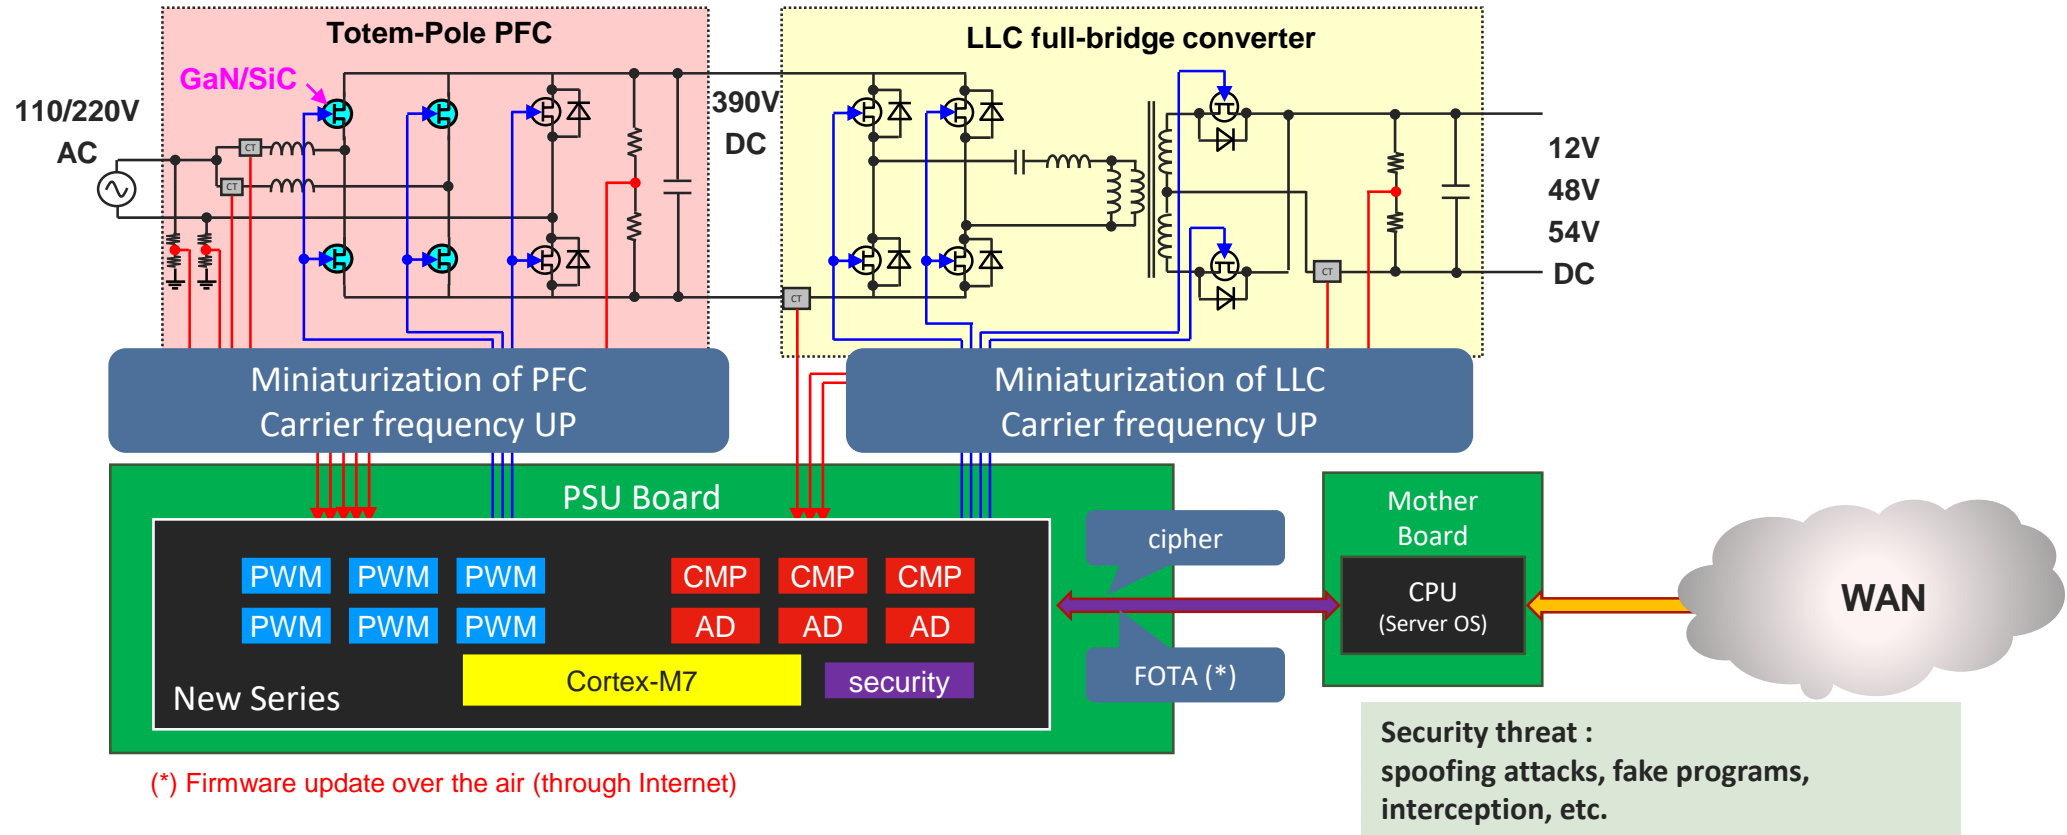 Totem-Pole PFC
LLC full-bridge converter
GaN/SiC
110/220V
AC
CT
CT
390V
DC
CT
CT
12V
48V
54V
DC
Miniaturization of PFC
Carrier frequency UP
Miniaturization of LLC
Carrier frequency UP
PSU Board
PWM PWM PWM
PWM PWM PWM
CMP CMP CMP
AD AD AD
Cortex-M7
security
New Series
cipher
FOTA (*)
Mother
Board
CPU
(Server OS)
WAN
(*) Firmware update over the air (through Internet)
Security threat :
spoofing attacks, fake programs,
interception, etc.